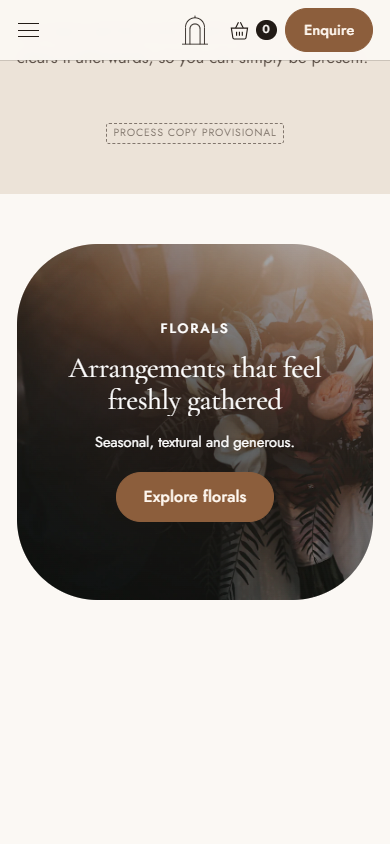 0
Enquire
clears it afterwards, so you can simply be present.
PROCESS COPY PROVISIONAL
FLORALS
Arrangements that feel
freshly gathered
Seasonal, textural and generous.
Explore florals